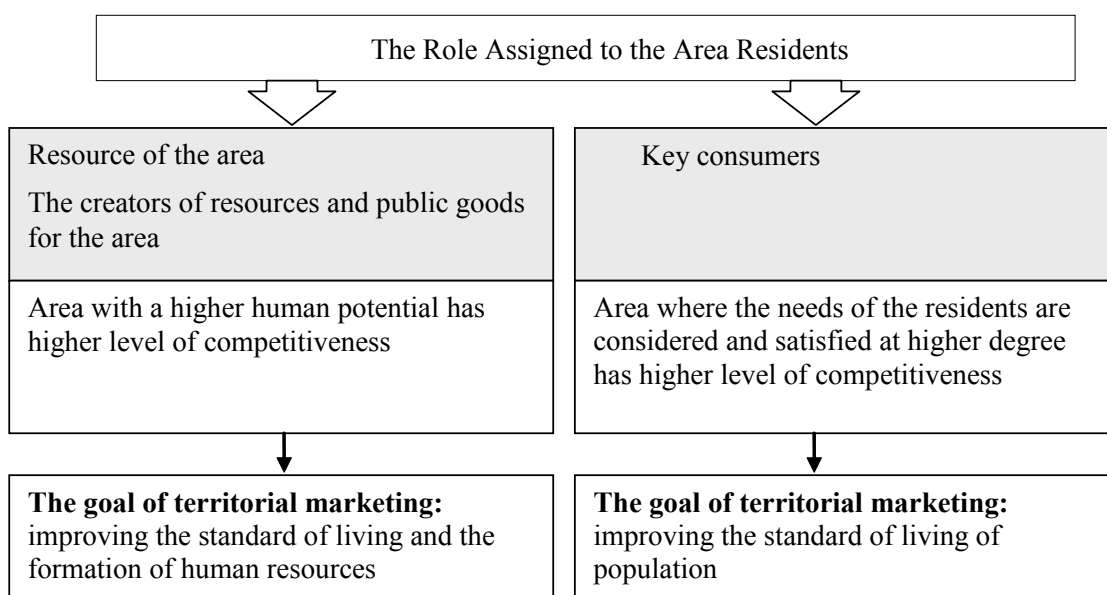 The Role Assigned to the Area Residents
Resource of the area
The creators of resources and public goods
for the area
Area with a higher human potential has
higher level of competitiveness
The goal of territorial marketing:
improving the standard of living and the
formation of human resources
Key consumers
Area where the needs of the residents are
considered and satisfied at higher degree
has higher level of competitiveness
The goal of territorial marketing:
improving the standard of living of
population